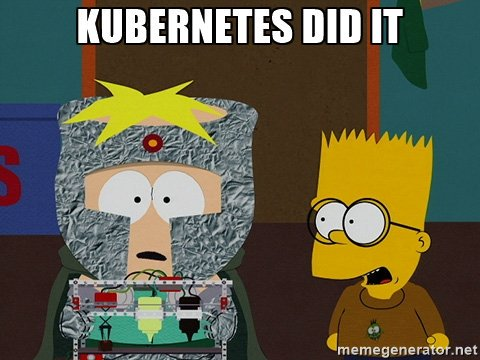 KUBERNETES DID IT
S
memegenerator.net